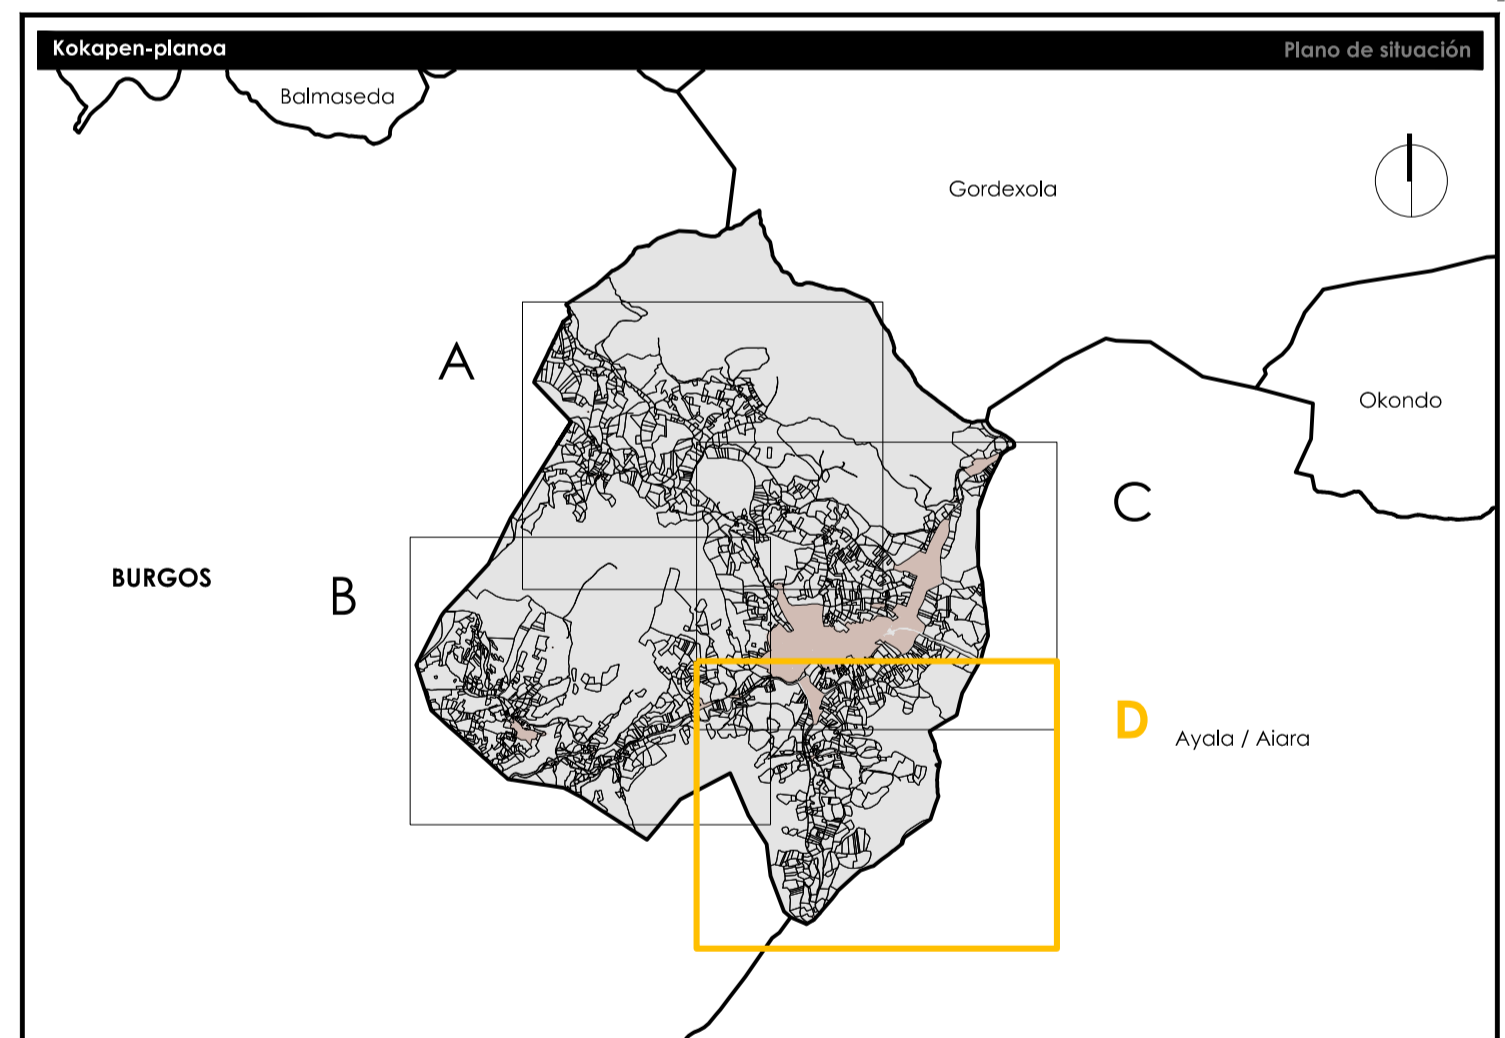 Kokapen-planoa
Plano de situación
Balmaseda
Gordexola
A
Okondo
C
BURGOS
B
D
Ayala / Aiara